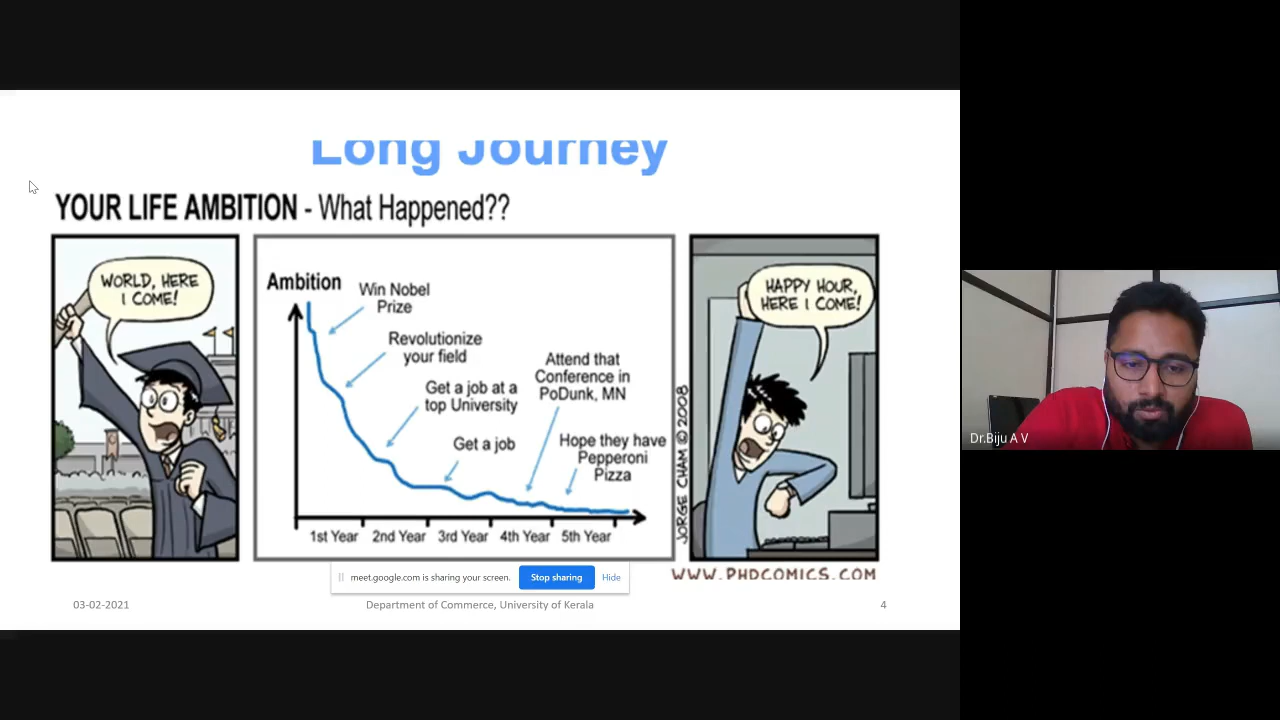 Long Journey
YOUR LIFE AMBITION - What Happened??
WORLD, HERE
I COME!
Ambition
Win Nobel
Prize
Revolutionize
your field
Get a job at a
top University
Get a job
Attend that
Conference in
PoDunk, MN
Hope they have
Pepperoni
Pizza
1st Year 2nd Year 3rd Year 4th Year 5th Year
JORGE CHAM © 2008
HAPPY HOUR,
HERE I COME!
WWW.PHDCOMICS.COM
meet.google.com is sharing your screen. Stop sharing Hide
03-02-2021 Department of Commerce, University of Kerala 4
Dr.Biju A V